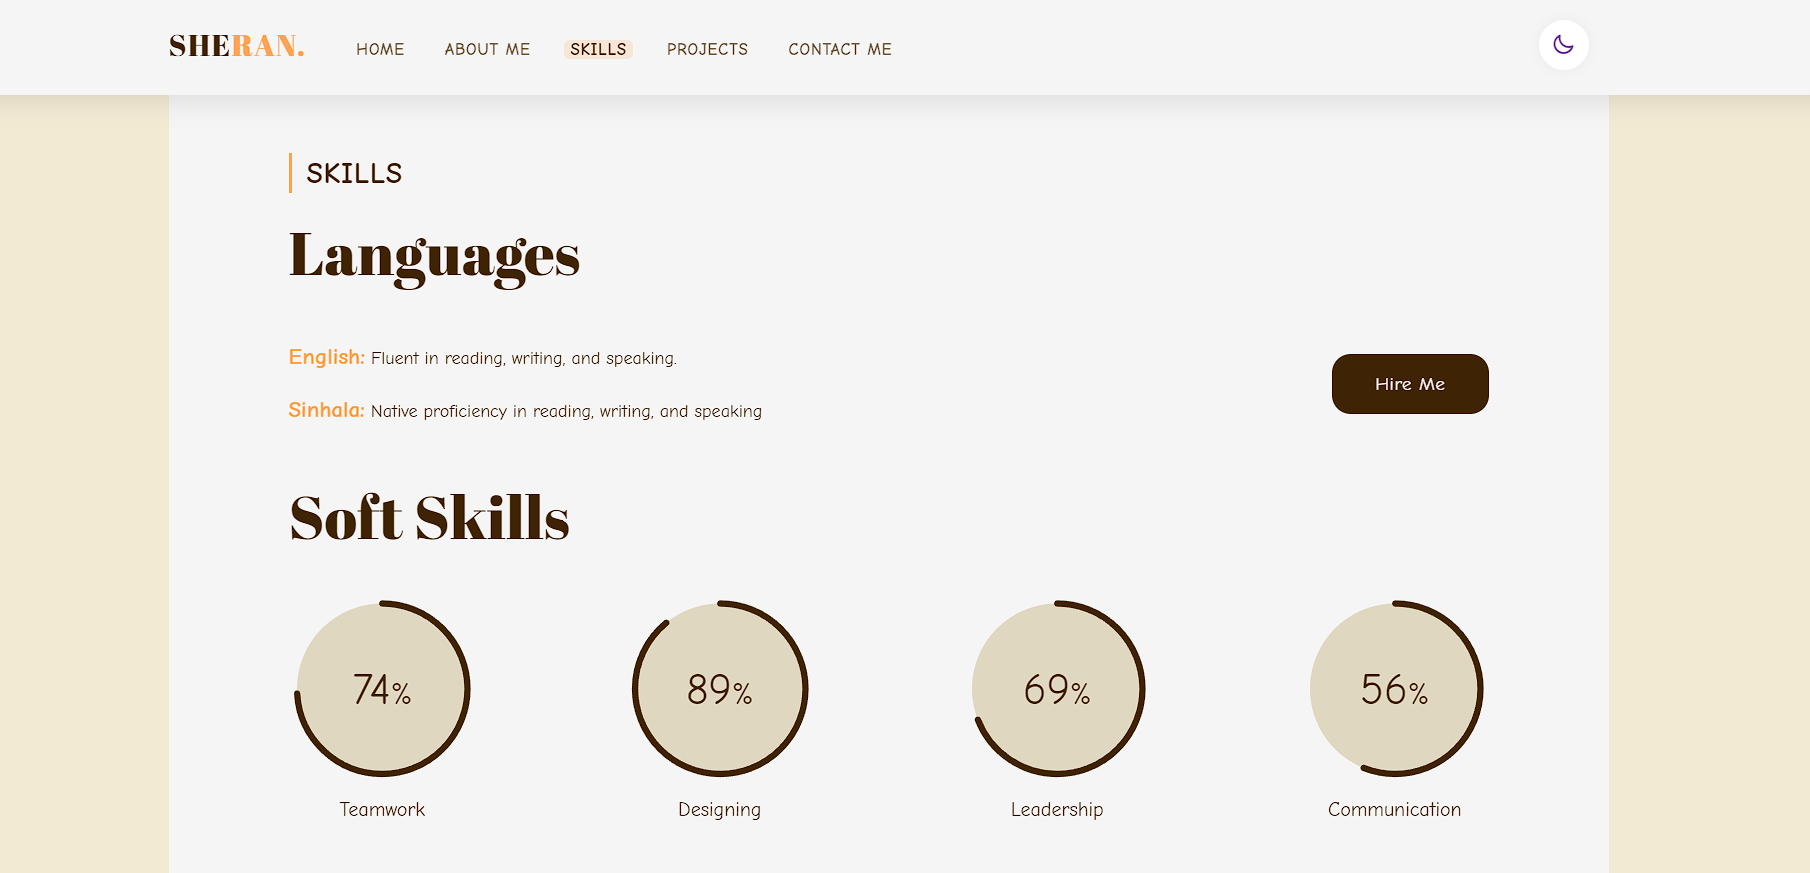 SHERAN. HOME ABOUT ME SKILLS PROJECTS CONTACT ME
SKILLS
Languages
English: Fluent in reading, writing, and speaking.
Sinhala: Native proficiency in reading, writing, and speaking
Hire Me
Soft Skills
74% 89% 69% 56%
Teamwork Designing Leadership Communication